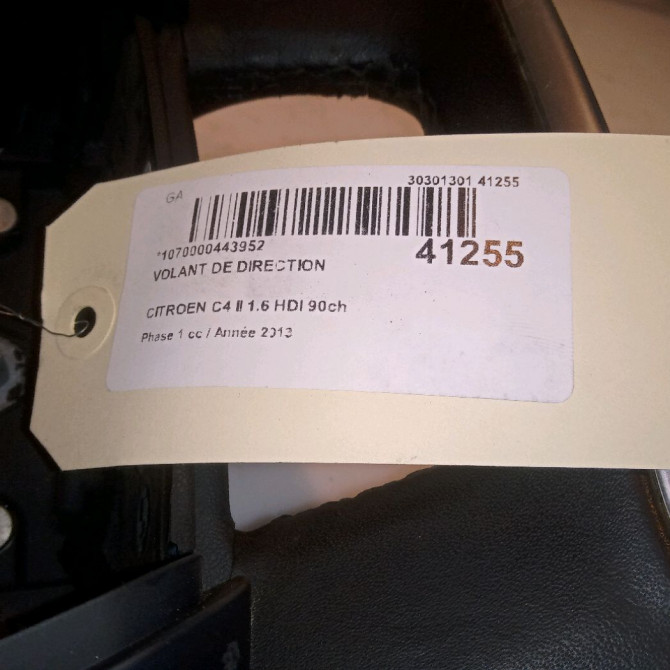 GA
30301301 41255
*1070000443952
41255
VOLANT DE DIRECTION
CITROEN C4 II 1.6 HDI 90ch
Phase 1 cc / Année 2013